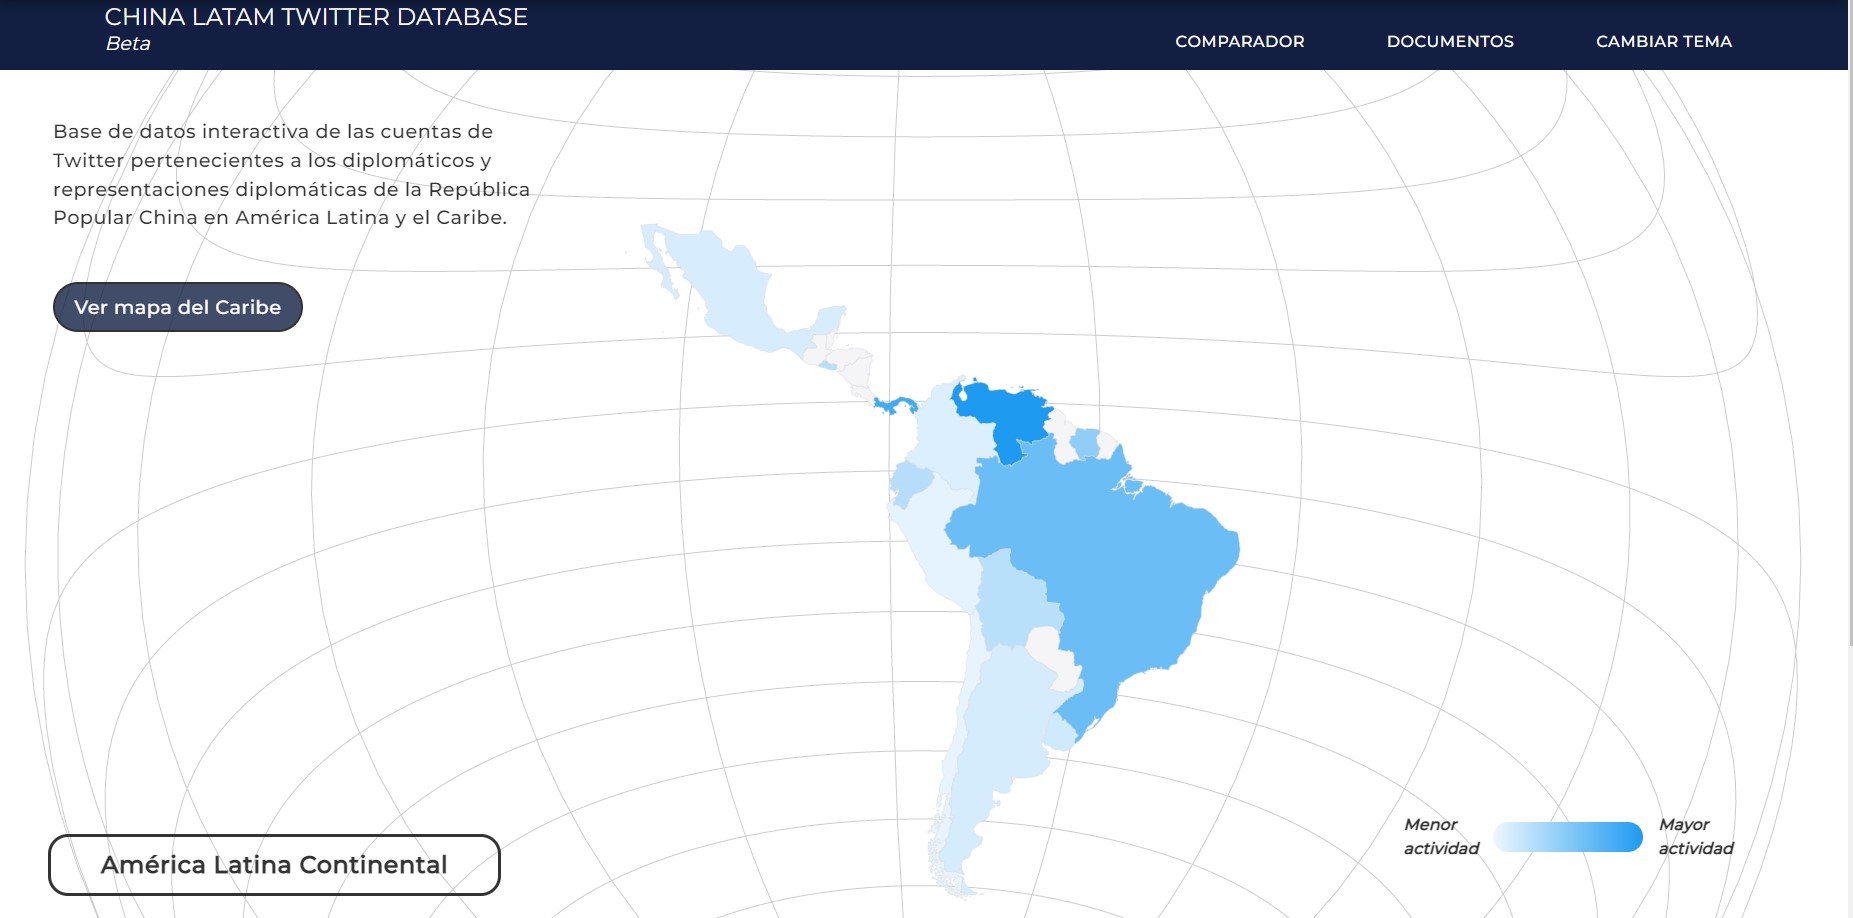 CHINA LATAM TWITTER DATABASE
Beta
COMPARADOR
DOCUMENTOS
CAMBIAR TEMA
Base de datos interactiva de las cuentas de
Twitter pertenecientes a los diplomáticos y
representaciones diplomáticas de la República
Popular China en América Latina y el Caribe.
Ver mapa del Caribe
América Latina Continental
Menor
actividad
Mayor
actividad